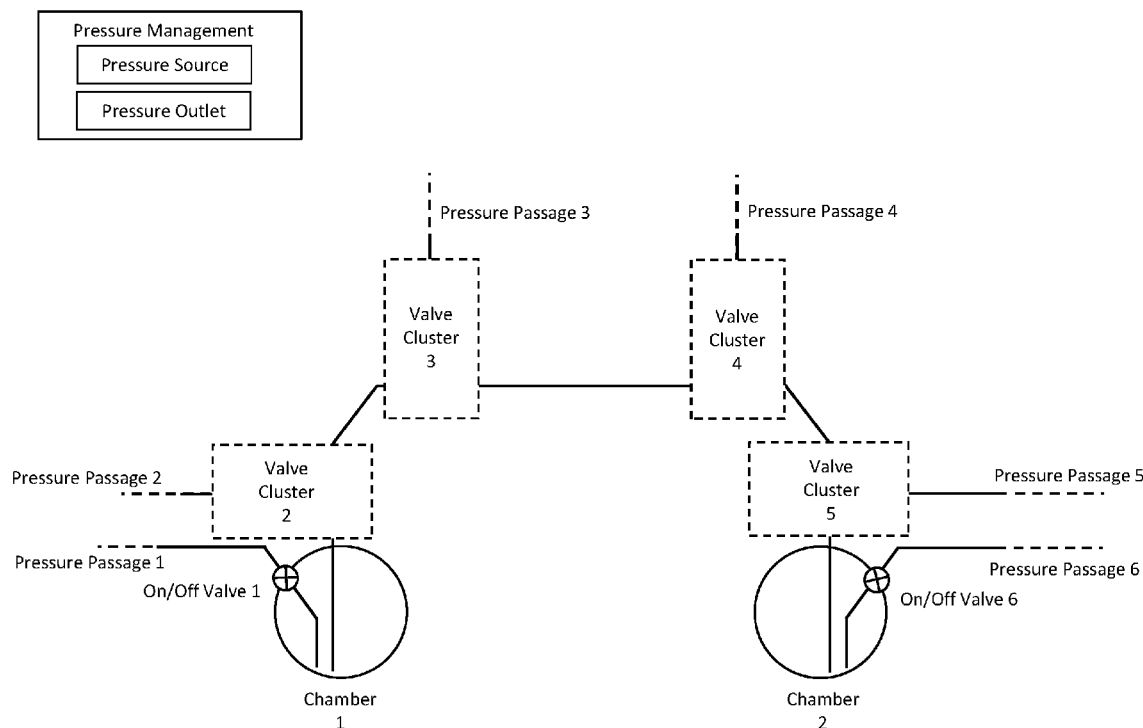 Pressure Management
Pressure Source
Pressure Outlet
Pressure Passage 3
Pressure Passage 4
Valve
Cluster
3
Valve
Cluster
4
Pressure Passage 2
Valve
Cluster
2
Valve
Cluster
5
Pressure Passage 5
Pressure Passage 1
On/Off Valve 1
Pressure Passage 6
On/Off Valve 6
Chamber
1
Chamber
2